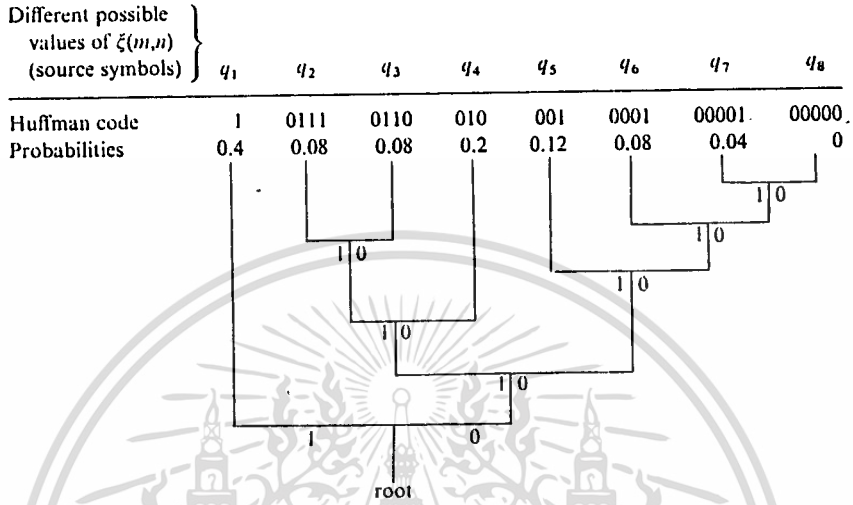 Different possible
values of ξ(m,n)
(source symbols) q1 q2 q3 q4 q5 q6 q7 q8
Huffman code 1 0111 0110 010 001 0001 00001 00000
Probabilities 0.4 0.08 0.08 0.2 0.12 0.08 0.04 0
1 0
1 0
1 0
1 0
1 0
1 0
1 0
root